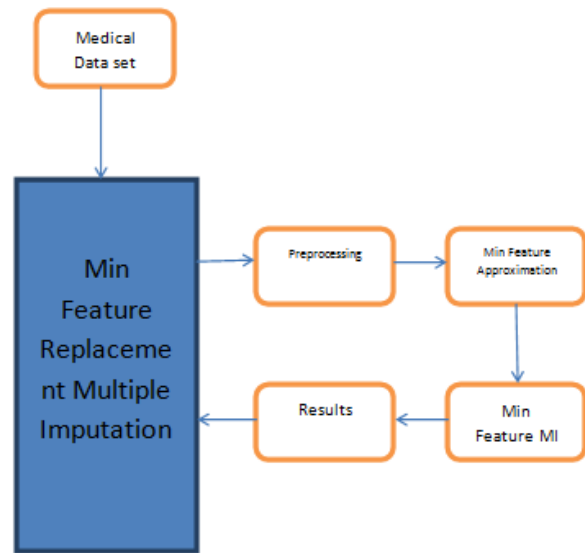 Medical
Data set
Min
Feature
Replaceme
nt Multiple
Imputation
Preprocessing
Min Feature
Approximation
Results
Min
Feature MI